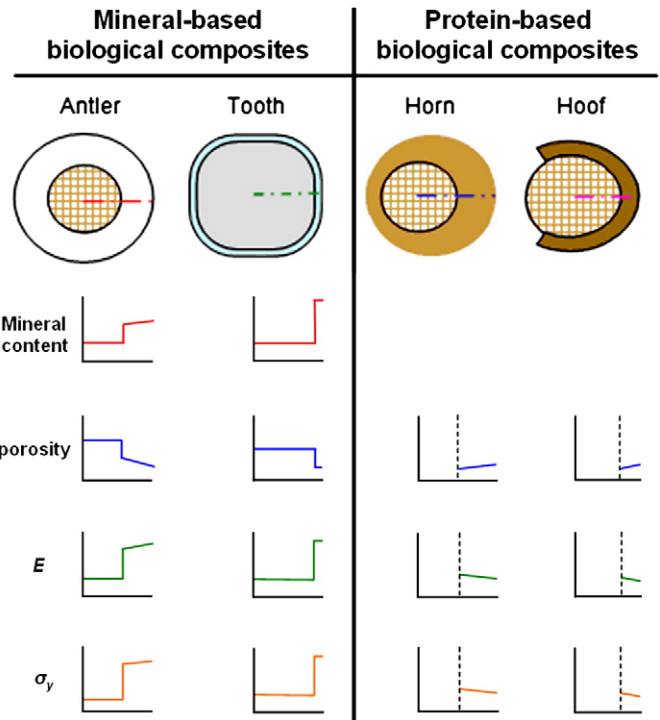 Mineral-based
biological composites
Protein-based
biological composites
Antler
Tooth
Horn
Hoof
Mineral
content
porosity
E
σy